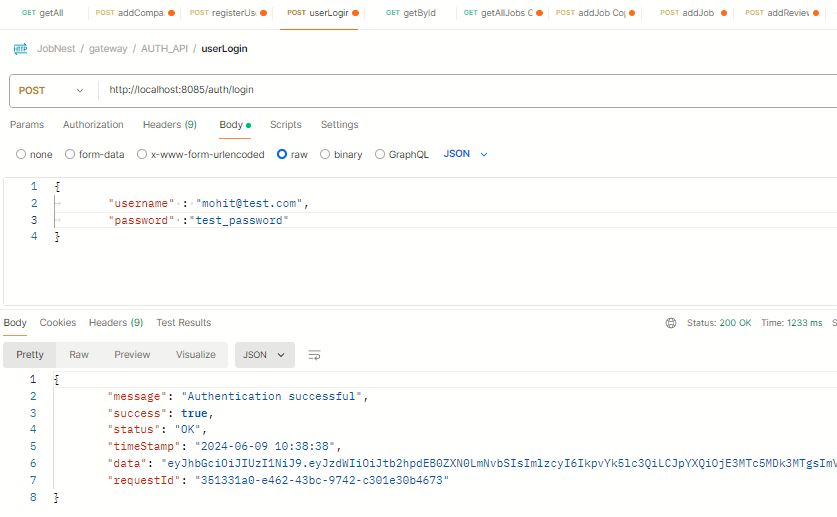 GET getAll POST addCompa POST registerUs POST userLogin GET getById GET getAllJobs C POST addJob Cop POST addJob POST addReview
HTTP JobNest / gateway / AUTH_API / userLogin
POST http://localhost:8085/auth/login
Params Authorization Headers (9) Body Scripts Settings
none form-data x-www-form-urlencoded raw binary GraphQL JSON
1 {
2 "username" : "mohit@test.com",
3 "password" :"test_password"
4 }
Body Cookies Headers (9) Test Results Status: 200 OK Time: 1233 ms S
Pretty Raw Preview Visualize JSON
1 {
2 "message": "Authentication successful",
3 "success": true,
4 "status": "OK",
5 "timeStamp": "2024-06-09 10:38:38",
6 "data":
7 "requestId": "351331a0-e462-43bc-9742-c301e30b4673"
8 }